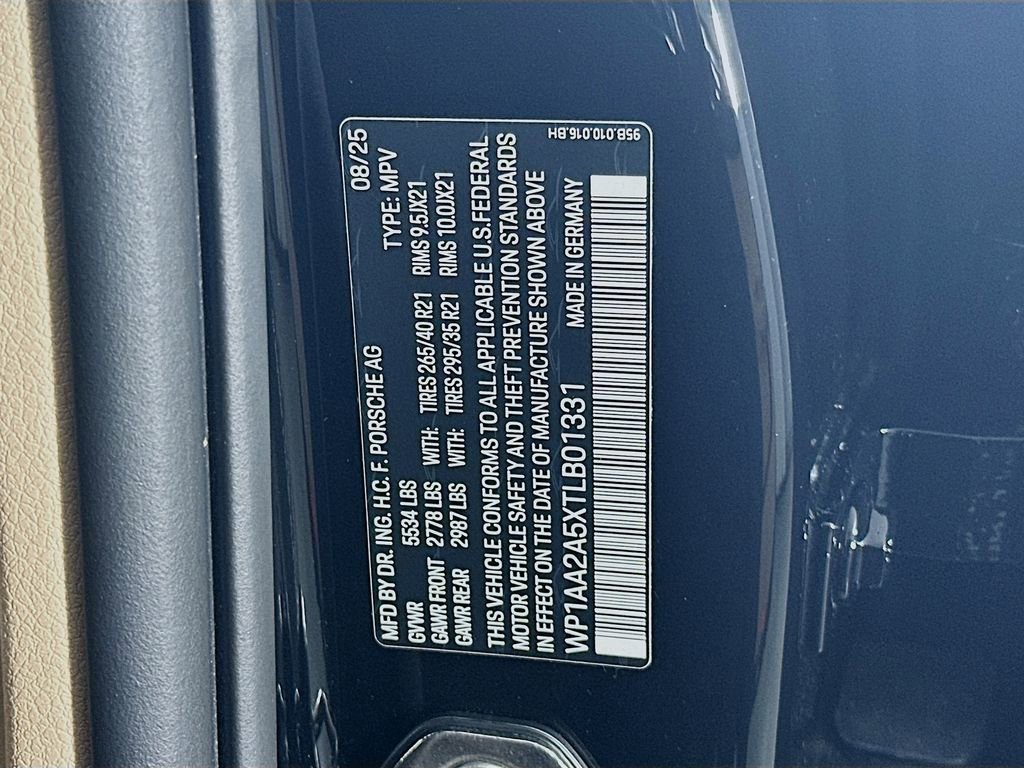 MFD BY DR. ING. H.C. F. PORSCHE AG 08/25
GVWR 5534 LBS TYPE: MPV
GAWR FRONT 2778 LBS WITH: TIRES 265/40 R21 RIMS 9.5JX21
GAWR REAR 2987 LBS WITH: TIRES 295/35 R21 RIMS 10.0JX21
THIS VEHICLE CONFORMS TO ALL APPLICABLE U.S.FEDERAL
MOTOR VEHICLE SAFETY AND THEFT PREVENTION STANDARDS
IN EFFECT ON THE DATE OF MANUFACTURE SHOWN ABOVE
WP1AA2A5XTLB01331 MADE IN GERMANY
95B.010.016.BH